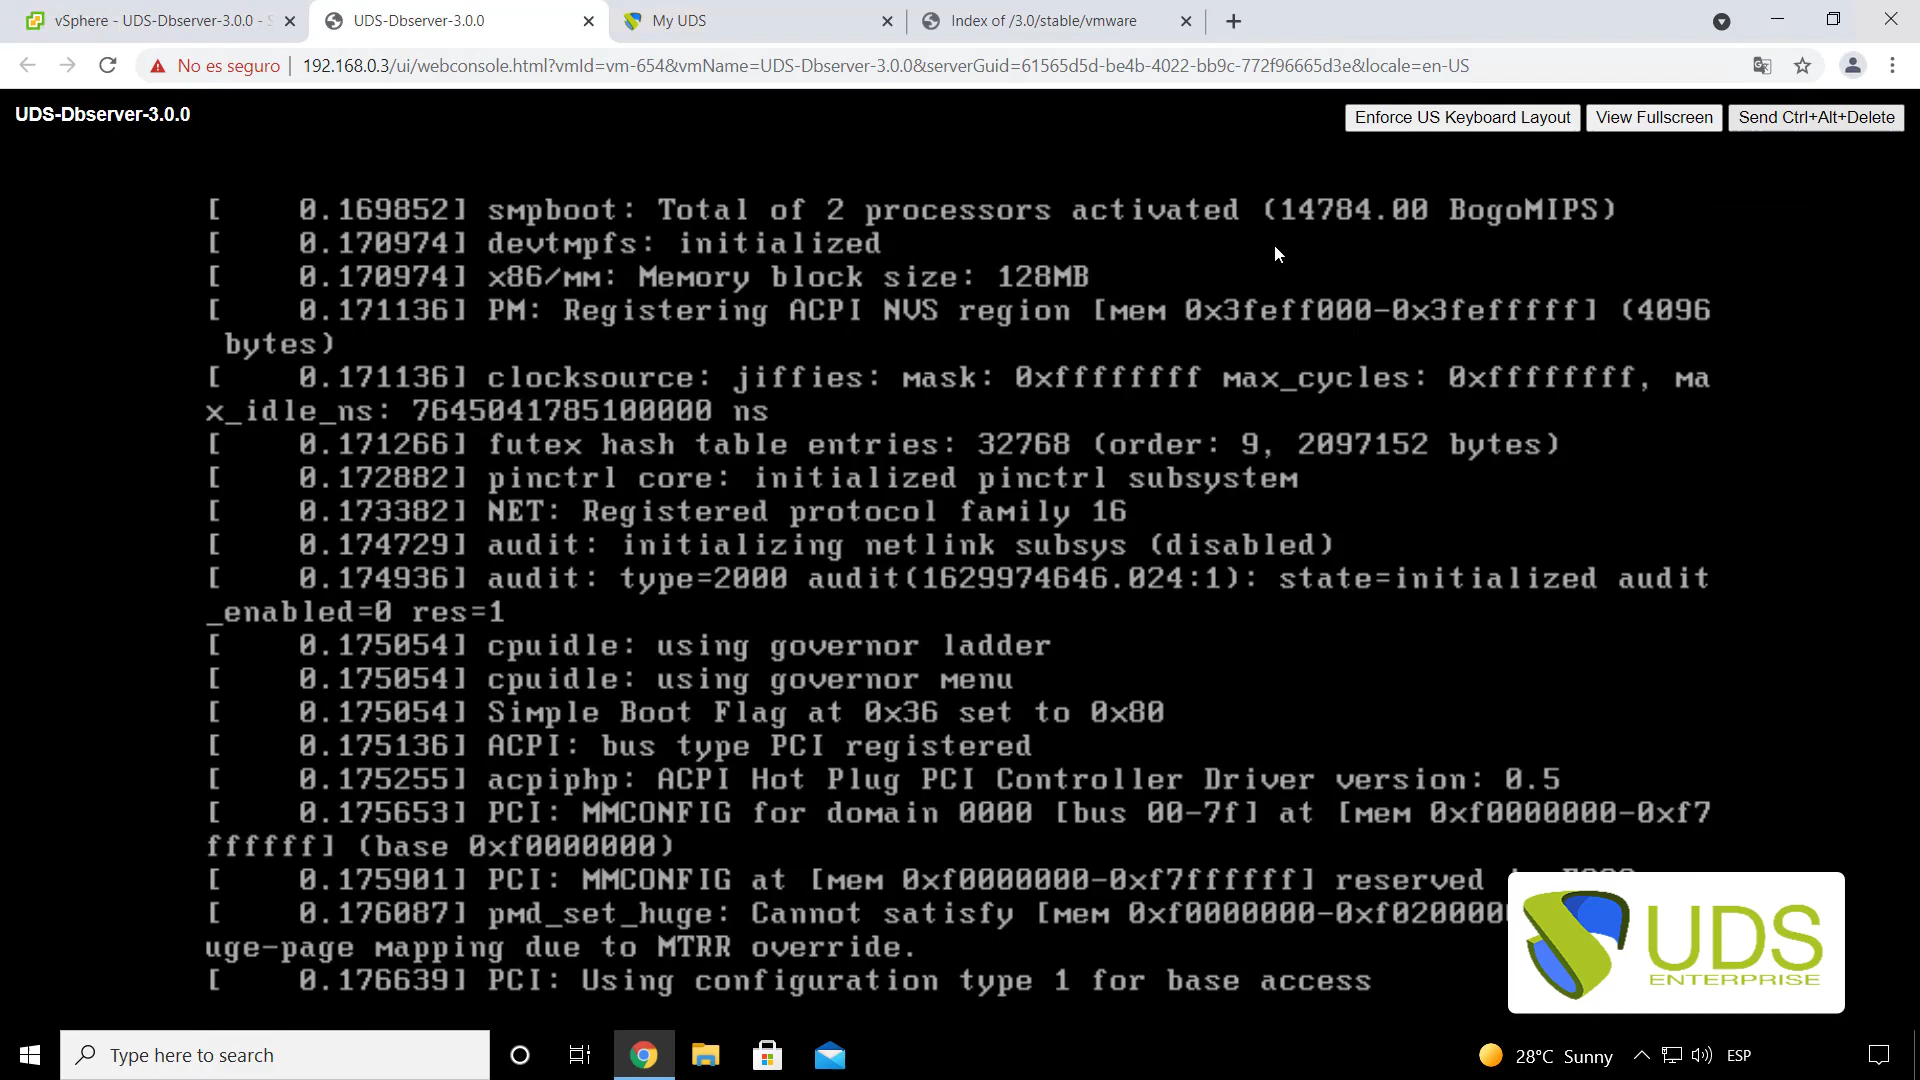 vSphere - UDS-Dbserver-3.0.0 -
UDS-Dbserver-3.0.0
My UDS
Index of /3.0/stable/vmware
No es seguro
192.168.0.3/ui/webconsole.html?vmId=vm-654&vmName=UDS-Dbserver-3.0.0&serverGuid=61565d5d-be4b-4022-bb9c-772f96665d3e&locale=en-US
UDS-Dbserver-3.0.0
Enforce US Keyboard Layout
View Fullscreen
Send Ctrl+Alt+Delete
[    0.169852] smpboot: Total of 2 processors activated (14784.00 BogoMIPS)
[    0.170974] devtmpfs: initialized
[    0.170974] x86/mm: Memory block size: 128MB
[    0.171136] PM: Registering ACPI NVS region [mem 0x3feff000-0x3fefffff] (4096
bytes)
[    0.171136] clocksource: jiffies: mask: 0xffffffff max_cycles: 0xffffffff, ma
x_idle_ns: 7645041785100000 ns
[    0.171266] futex hash table entries: 32768 (order: 9, 2097152 bytes)
[    0.172882] pinctrl core: initialized pinctrl subsystem
[    0.173382] NET: Registered protocol family 16
[    0.174729] audit: initializing netlink subsys (disabled)
[    0.174936] audit: type=2000 audit(1629974646.024:1): state=initialized audit
_enabled=0 res=1
[    0.175054] cpuidle: using governor ladder
[    0.175054] cpuidle: using governor menu
[    0.175054] Simple Boot Flag at 0x36 set to 0x80
[    0.175136] ACPI: bus type PCI registered
[    0.175255] acpiphp: ACPI Hot Plug PCI Controller Driver version: 0.5
[    0.175653] PCI: MMCONFIG for domain 0000 [bus 00-7f] at [mem 0xf0000000-0xf7
ffffff] (base 0xf0000000)
[    0.175901] PCI: MMCONFIG at [mem 0xf0000000-0xf7ffffff] reserved
[    0.176087] pmd_set_huge: Cannot satisfy [mem 0xf0000000-0xf020000
uge-page mapping due to MTRR override.
[    0.176639] PCI: Using configuration type 1 for base access
UDS
ENTERPRISE
Type here to search
28°C Sunny
ESP